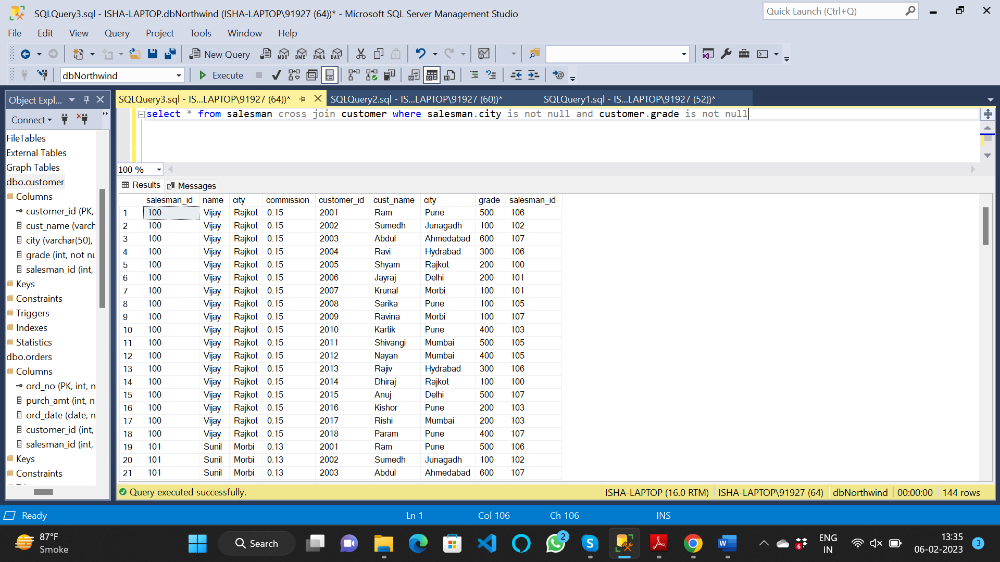 SQLQuery3.sql - ISHA-LAPTOP.dbNorthwind (ISHA-LAPTOP\91927 (64))* - Microsoft SQL Server Management Studio
Quick Launch (Ctrl+Q)
File Edit View Query Project Tools Window Help
New Query MDX DMX XMLA DAX
dbNorthwind Execute
Object Expl...
SQLQuery3.sql - IS...LAPTOP\91927 (64))* SQLQuery2.sql - IS...LAPTOP\91927 (60))* SQLQuery1.sql - IS...LAPTOP\91927 (52))*
Connect
select * from salesman cross join customer where salesman.city is not null and customer.grade is not null
FileTables
External Tables
Graph Tables
dbo.customer
Columns
customer_id (PK,
cust_name (varch
city (varchar(50),
grade (int, not nu
salesman_id (int,
Keys
Constraints
Triggers
Indexes
Statistics
dbo.orders
Columns
ord_no (PK, int, n
purch_amt (int, n
ord_date (date, n
customer_id (int,
salesman_id (int,
Keys
Constraints
100 %
Results Messages
salesman_id name city commission customer_id cust_name city grade salesman_id
1 100 Vijay Rajkot 0.15 2001 Ram Pune 500 106
2 100 Vijay Rajkot 0.15 2002 Sumedh Junagadh 100 102
3 100 Vijay Rajkot 0.15 2003 Abdul Ahmedabad 600 107
4 100 Vijay Rajkot 0.15 2004 Ravi Hydrabad 300 106
5 100 Vijay Rajkot 0.15 2005 Shyam Rajkot 200 100
6 100 Vijay Rajkot 0.15 2006 Jayraj Delhi 200 101
7 100 Vijay Rajkot 0.15 2007 Krunal Morbi 100 101
8 100 Vijay Rajkot 0.15 2008 Sarika Pune 100 105
9 100 Vijay Rajkot 0.15 2009 Ravina Morbi 100 107
10 100 Vijay Rajkot 0.15 2010 Kartik Pune 400 103
11 100 Vijay Rajkot 0.15 2011 Shivangi Mumbai 500 105
12 100 Vijay Rajkot 0.15 2012 Nayan Mumbai 400 105
13 100 Vijay Rajkot 0.15 2013 Rajiv Hydrabad 300 106
14 100 Vijay Rajkot 0.15 2014 Dhiraj Rajkot 100 100
15 100 Vijay Rajkot 0.15 2015 Anuj Delhi 500 107
16 100 Vijay Rajkot 0.15 2016 Kishor Pune 200 103
17 100 Vijay Rajkot 0.15 2017 Rishi Mumbai 200 103
18 100 Vijay Rajkot 0.15 2018 Param Pune 400 107
19 101 Sunil Morbi 0.13 2001 Ram Pune 500 106
20 101 Sunil Morbi 0.13 2002 Sumedh Junagadh 100 102
21 101 Sunil Morbi 0.13 2003 Abdul Ahmedabad 600 107
Query executed successfully. ISHA-LAPTOP (16.0 RTM) ISHA-LAPTOP\91927 (64) dbNorthwind 00:00:00 144 rows
Ready Ln 1 Col 106 Ch 106 INS
87°F
Smoke
Search
2
6
ENG
IN
13:35
06-02-2023
3